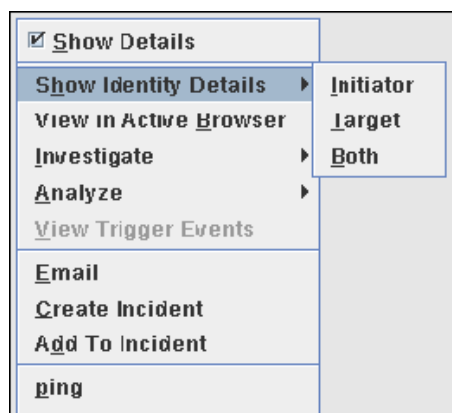 Show Details
Show Identity Details
Initiator
View in Active Browser
Target
Investigate
Both
Analyze
View Trigger Events
Email
Create Incident
Add To Incident
ping